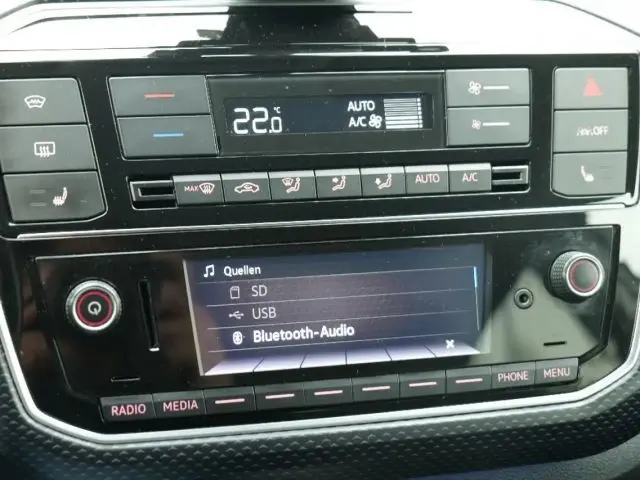 22.0 °C AUTO
A/C
OFF
MAX AUTO A/C
Quellen
SD
USB
Bluetooth-Audio
RADIO MEDIA PHONE MENU